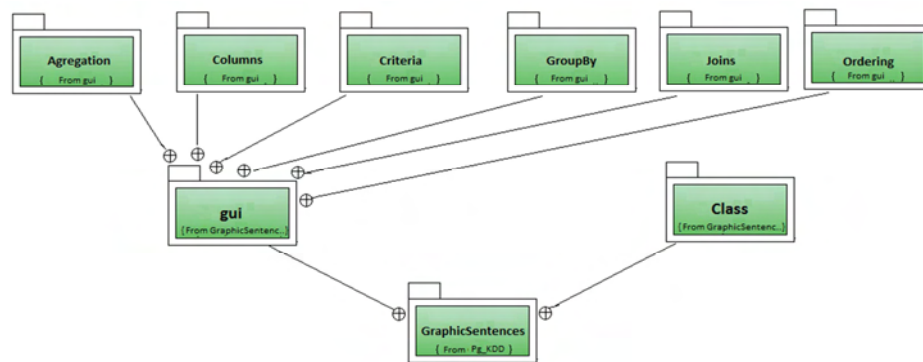 Agregation
{ From gui }
Columns
{ From gui }
Criteria
{ From gui }
GroupBy
{ From gui }
Joins
{ From gui }
Ordering
{ From gui }
gui
{From GraphicSentenc..}
Class
{From GraphicSentenc..}
GraphicSentences
{ From Pg_KDD }